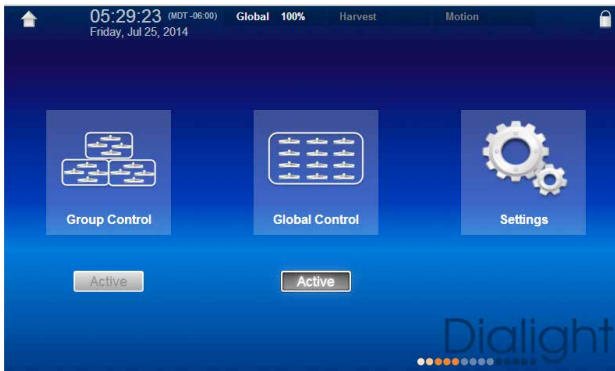 05:29:23 (MDT -06:00) Global 100% Harvest Motion
Friday, Jul 25, 2014
Group Control Global Control Settings
Active Active
Dialight